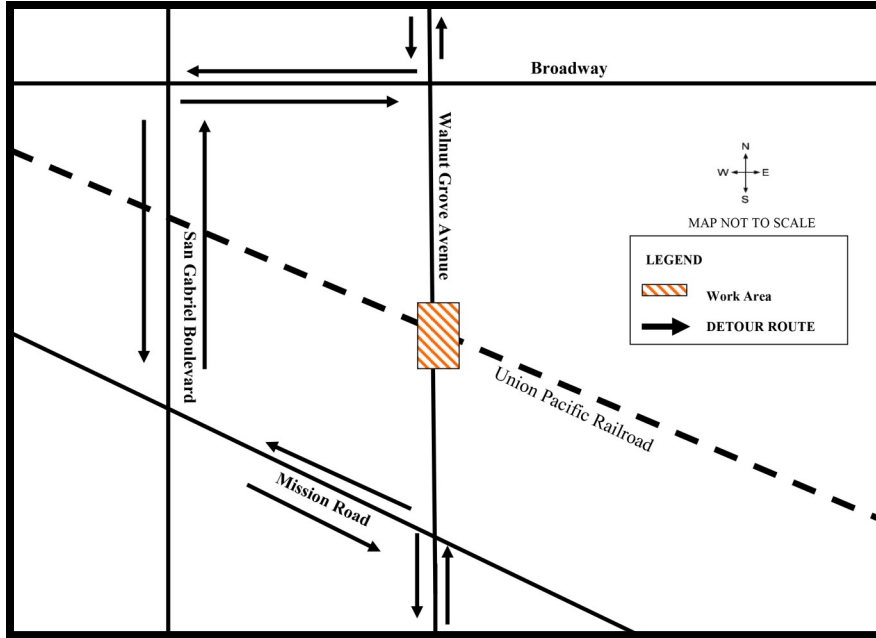 Broadway
Walnut Grove Avenue
N
W E
S
MAP NOT TO SCALE
San Gabriel Boulevard
LEGEND
Work Area
DETOUR ROUTE
Union Pacific Railroad
Mission Road